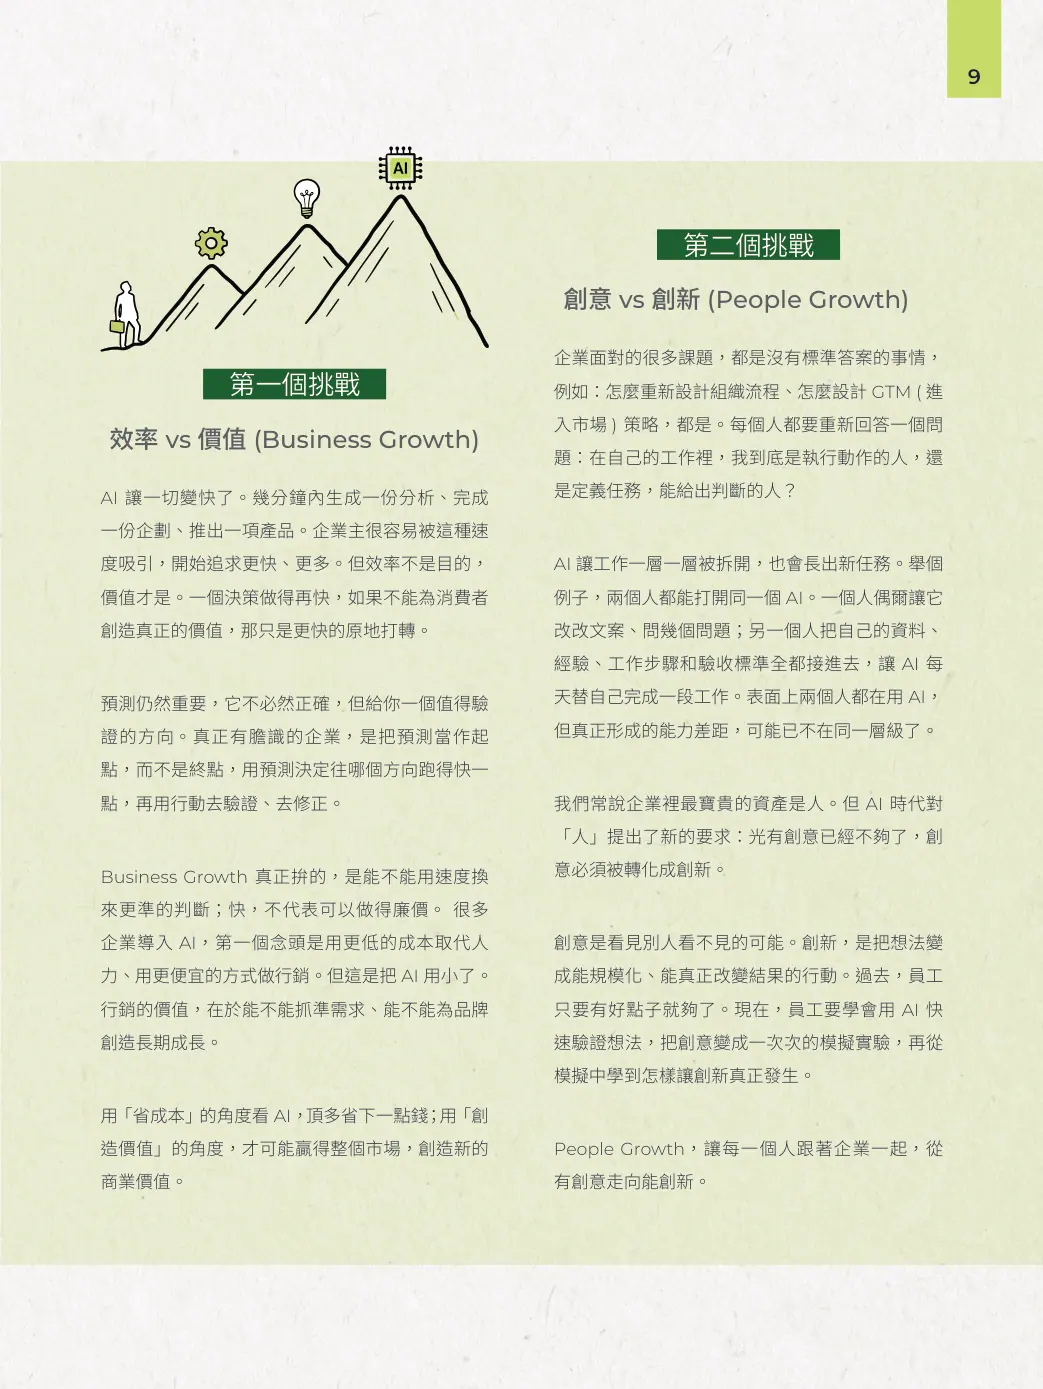 9
AI
第一個挑戰
效率 vs 價值 (Business Growth)
AI 讓一切變快了。幾分鐘內生成一份分析、完成
一份企劃、推出一項產品。企業主很容易被這種速
度吸引，開始追求更快、更多。但效率不是目的，
價值才是。一個決策做得再快，如果不能為消費者
創造真正的價值，那只是更快的原地打轉。
預測仍然重要，它不必然正確，但給你一個值得驗
證的方向。真正有膽識的企業，是把預測當作起
點，而不是終點，用預測決定往哪個方向跑得快一
點，再用行動去驗證、去修正。
Business Growth 真正拚的，是能不能用速度換
來更準的判斷；快，不代表可以做得廉價。 很多
企業導入 AI，第一個念頭是用更低的成本取代人
力、用更便宜的方式做行銷。但這是把 AI 用小了。
行銷的價值，在於能不能抓準需求、能不能為品牌
創造長期成長。
用「省成本」的角度看 AI，頂多省下一點錢；用「創
造價值」的角度，才可能贏得整個市場，創造新的
商業價值。
第二個挑戰
創意 vs 創新 (People Growth)
企業面對的很多課題，都是沒有標準答案的事情，
例如：怎麼重新設計組織流程、怎麼設計 GTM ( 進
入市場 ) 策略，都是。每個人都要重新回答一個問
題：在自己的工作裡，我到底是執行動作的人，還
是定義任務，能給出判斷的人？
AI 讓工作一層一層被拆開，也會長出新任務。舉個
例子，兩個人都能打開同一個 AI。一個人偶爾讓它
改改文案、問幾個問題；另一個人把自己的資料、
經驗、工作步驟和驗收標準全都接進去，讓 AI 每
天替自己完成一段工作。表面上兩個人都在用 AI，
但真正形成的能力差距，可能已不在同一層級了。
我們常說企業裡最寶貴的資產是人。但 AI 時代對
「人」提出了新的要求：光有創意已經不夠了，創
意必須被轉化成創新。
創意是看見別人看不見的可能。創新，是把想法變
成能規模化、能真正改變結果的行動。過去，員工
只要有好點子就夠了。現在，員工要學會用 AI 快
速驗證想法，把創意變成一次次的模擬實驗，再從
模擬中學到怎樣讓創新真正發生。
People Growth，讓每一個人跟著企業一起，從
有創意走向能創新。